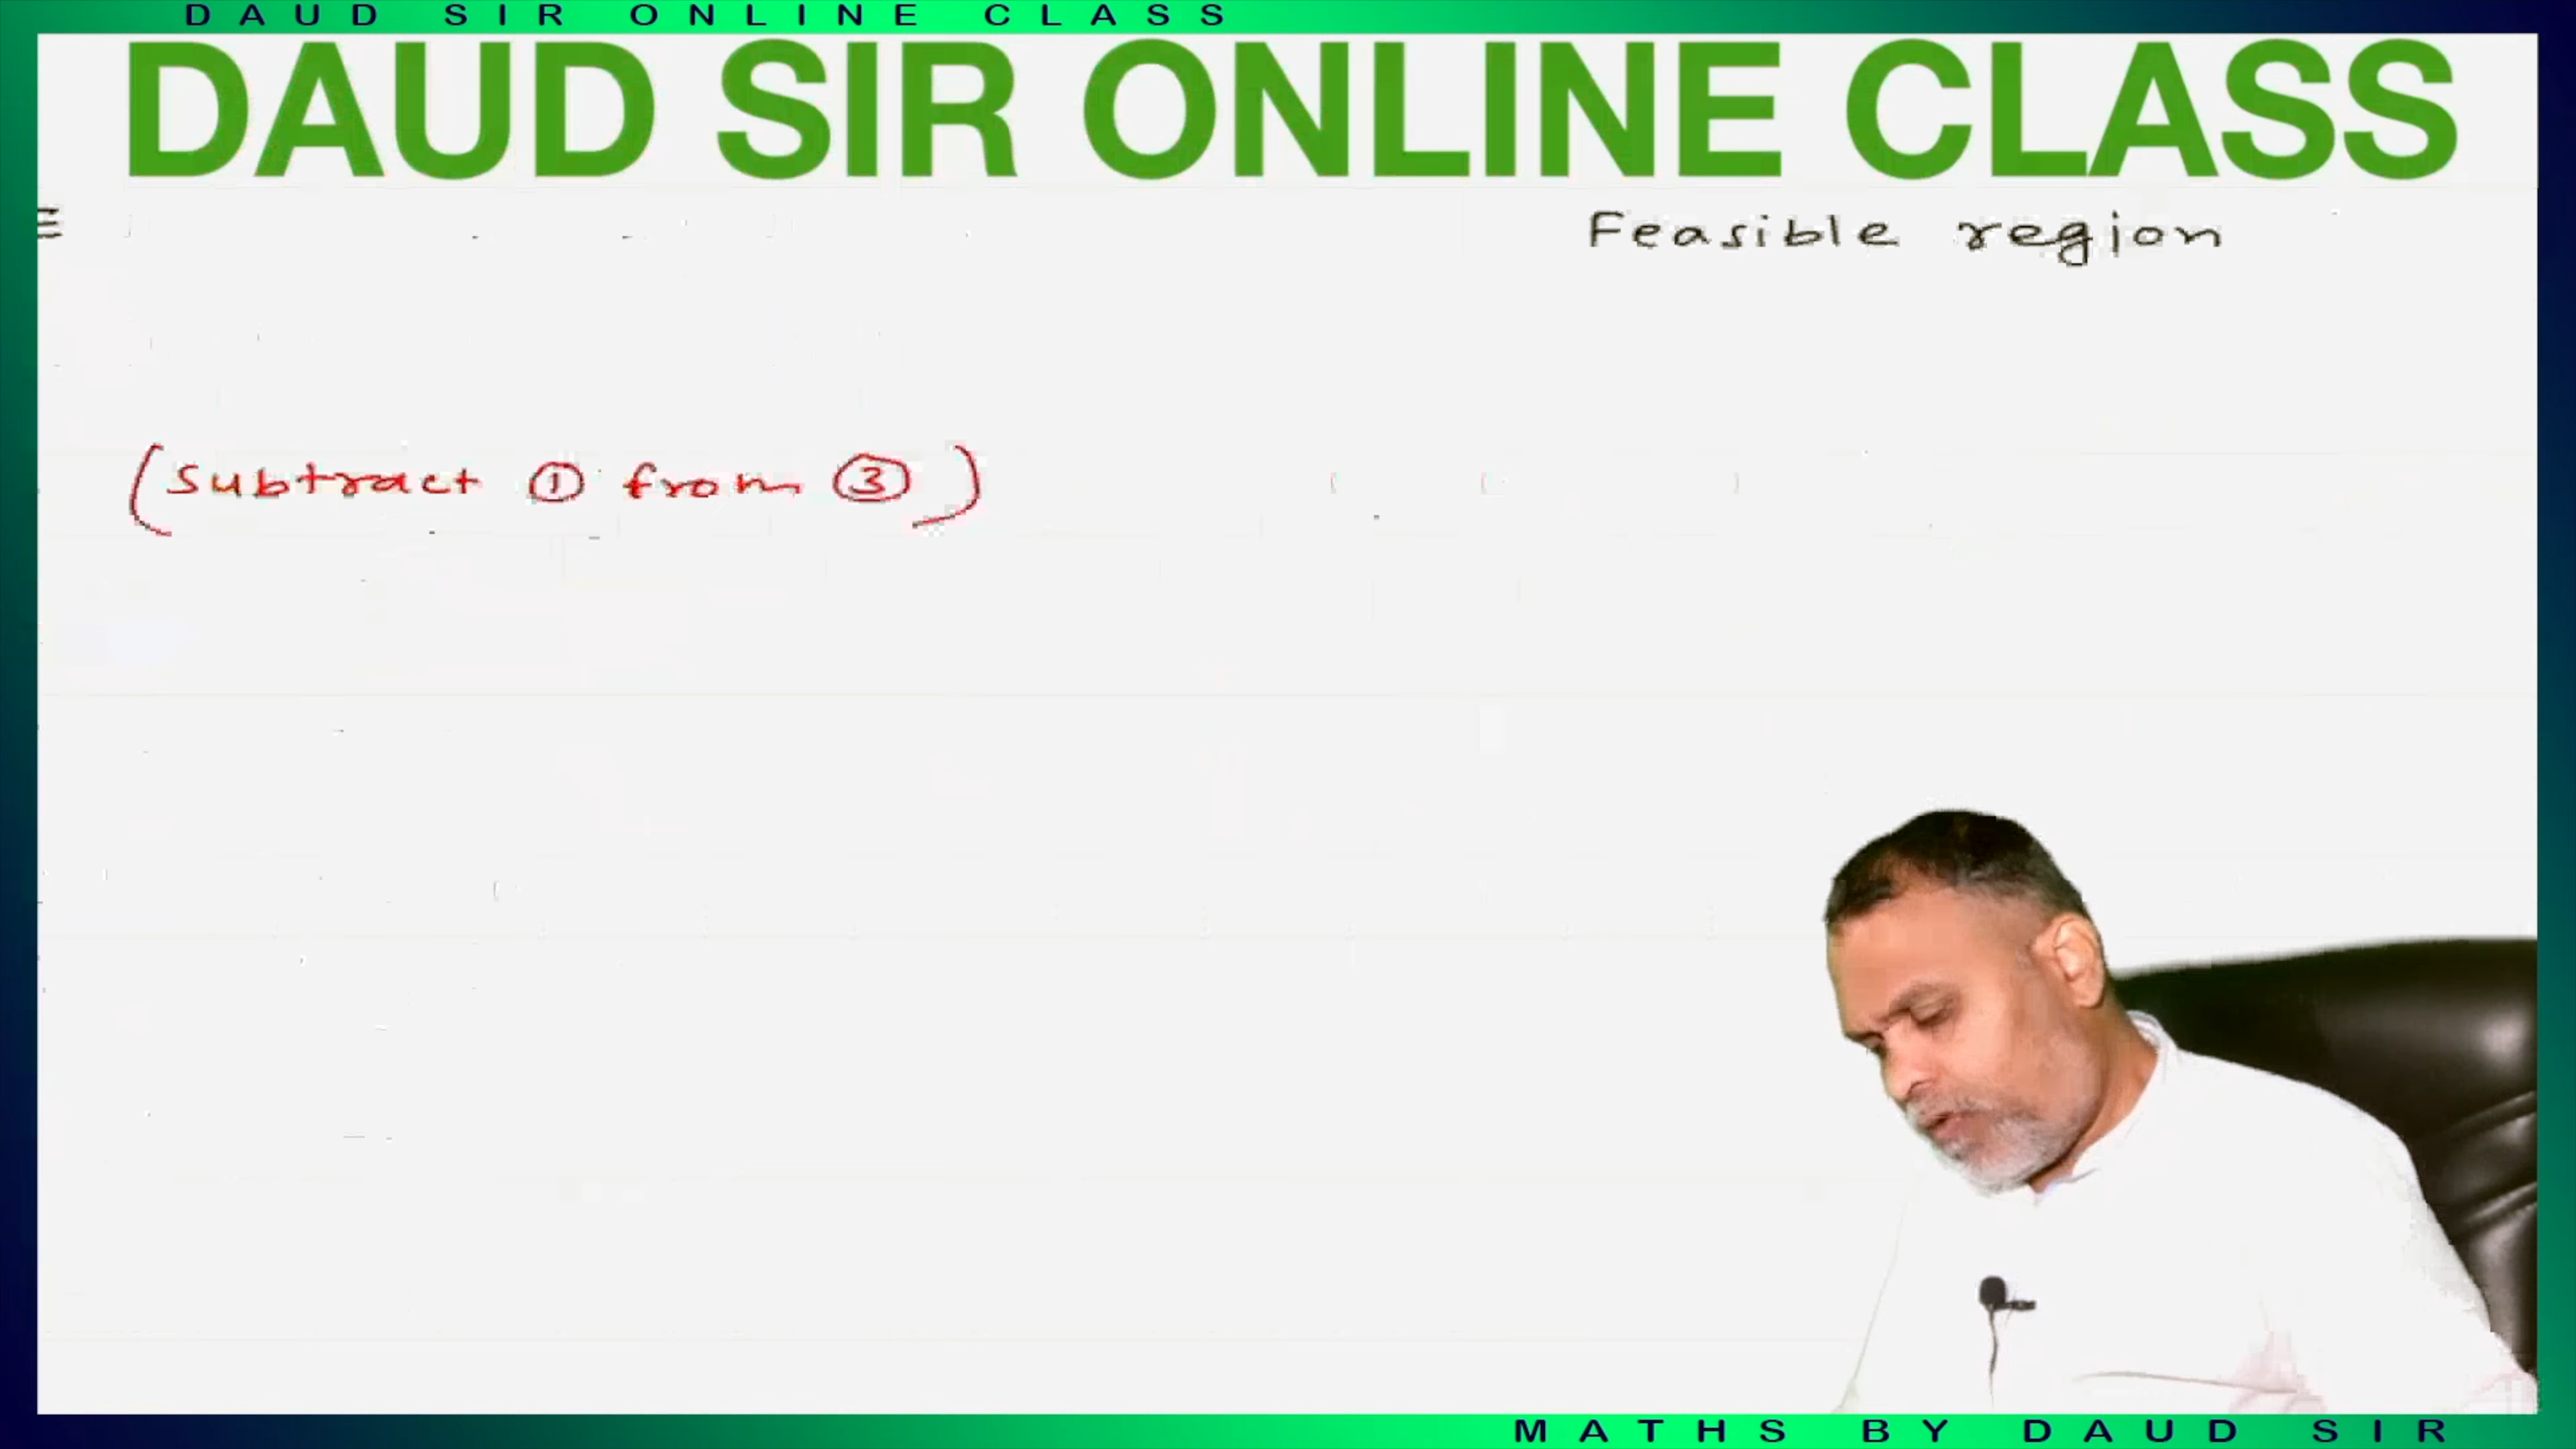 DAUD SIR ONLINE CLASS
DAUD SIR ONLINE CLASS
Feasible region
(Subtract ① from ③)
MATHS BY DAUD SIR